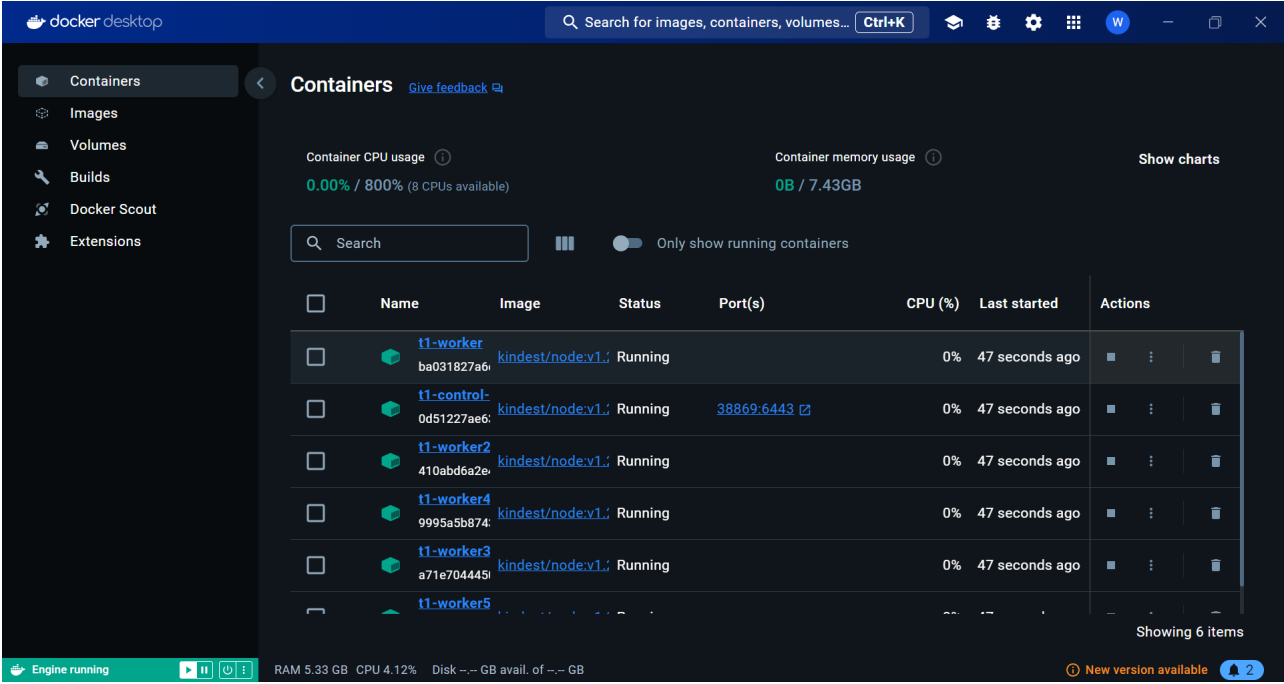 docker desktop
Search for images, containers, volumes... Ctrl+K
W
Containers
Images
Volumes
Builds
Docker Scout
Extensions
Containers Give feedback
Container CPU usage
0.00% / 800% (8 CPUs available)
Container memory usage
0B / 7.43GB
Show charts
Search
Only show running containers
Name Image Status Port(s) CPU (%) Last started Actions
t1-worker
ba031827a6
kindest/node:v1. Running 0% 47 seconds ago
t1-control-
0d51227ae6
kindest/node:v1. Running 38869:6443 0% 47 seconds ago
t1-worker2
410abd6a2e
kindest/node:v1. Running 0% 47 seconds ago
t1-worker4
9995a5b874
kindest/node:v1. Running 0% 47 seconds ago
t1-worker3
a71e704445
kindest/node:v1. Running 0% 47 seconds ago
t1-worker5
Showing 6 items
Engine running
RAM 5.33 GB CPU 4.12% Disk --.-- GB avail. of --.-- GB
New version available 2